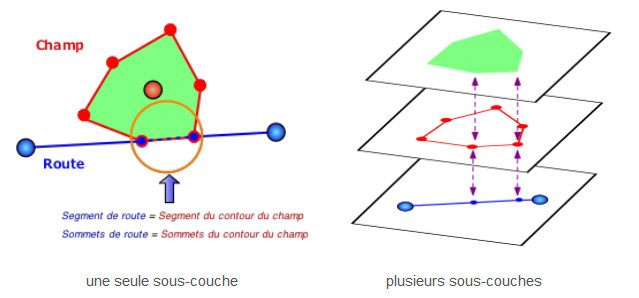 Champ
Route
Segment de route = Segment du contour du champ
Sommets de route = Sommets du contour du champ
une seule sous-couche
plusieurs sous-couches